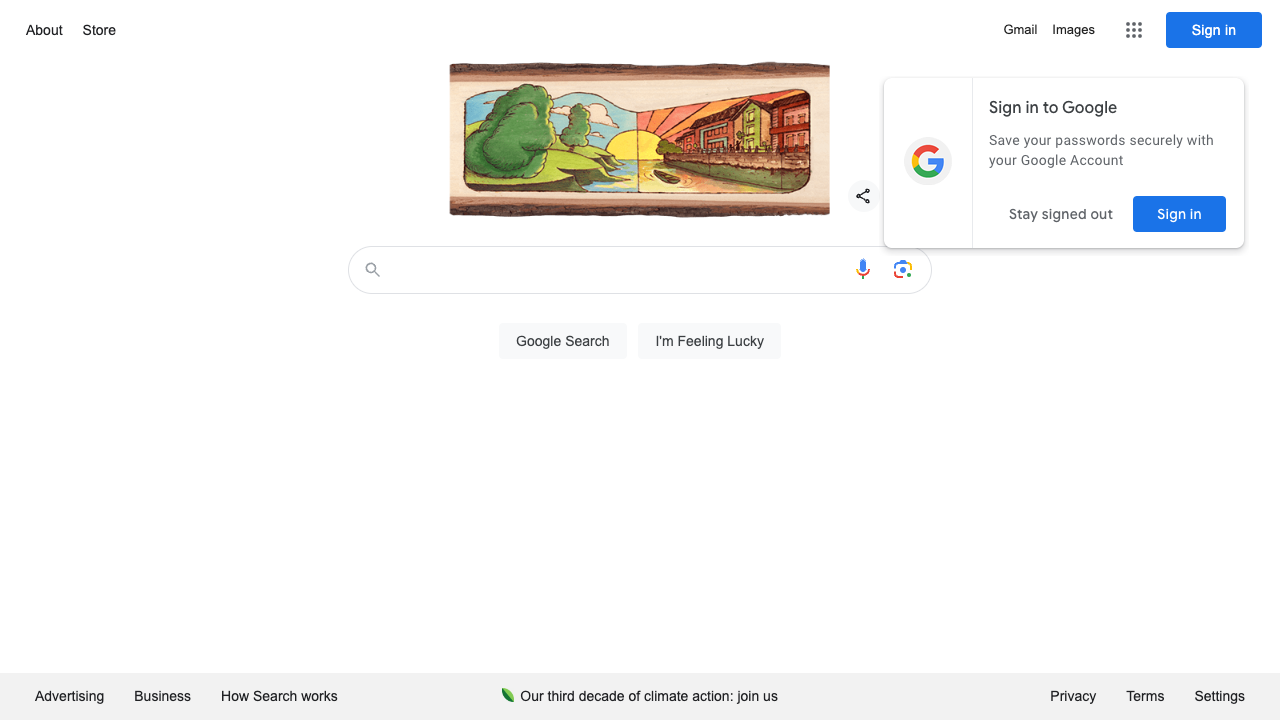 About Store
Gmail Images Sign in
Sign in to Google
Save your passwords securely with
your Google Account
Stay signed out Sign in
Google Search I'm Feeling Lucky
Advertising Business How Search works
Our third decade of climate action: join us
Privacy Terms Settings